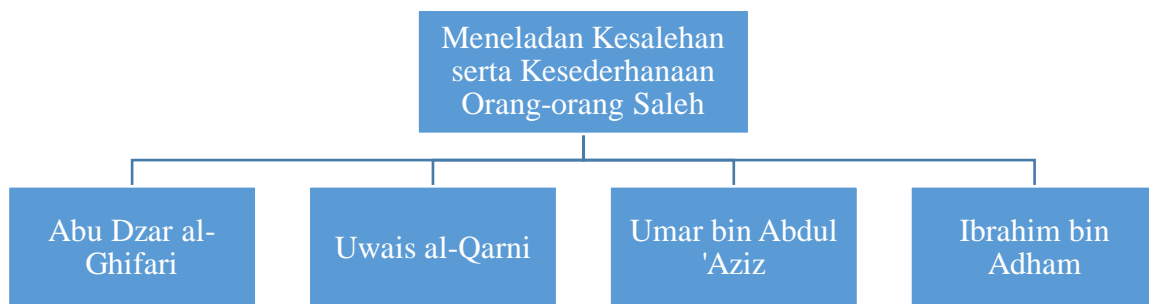 Meneladan Kesalehan
serta Kesederhanaan
Orang-orang Saleh
Abu Dzar al-
Ghifari
Uwais al-Qarni
Umar bin Abdul
'Aziz
Ibrahim bin
Adham